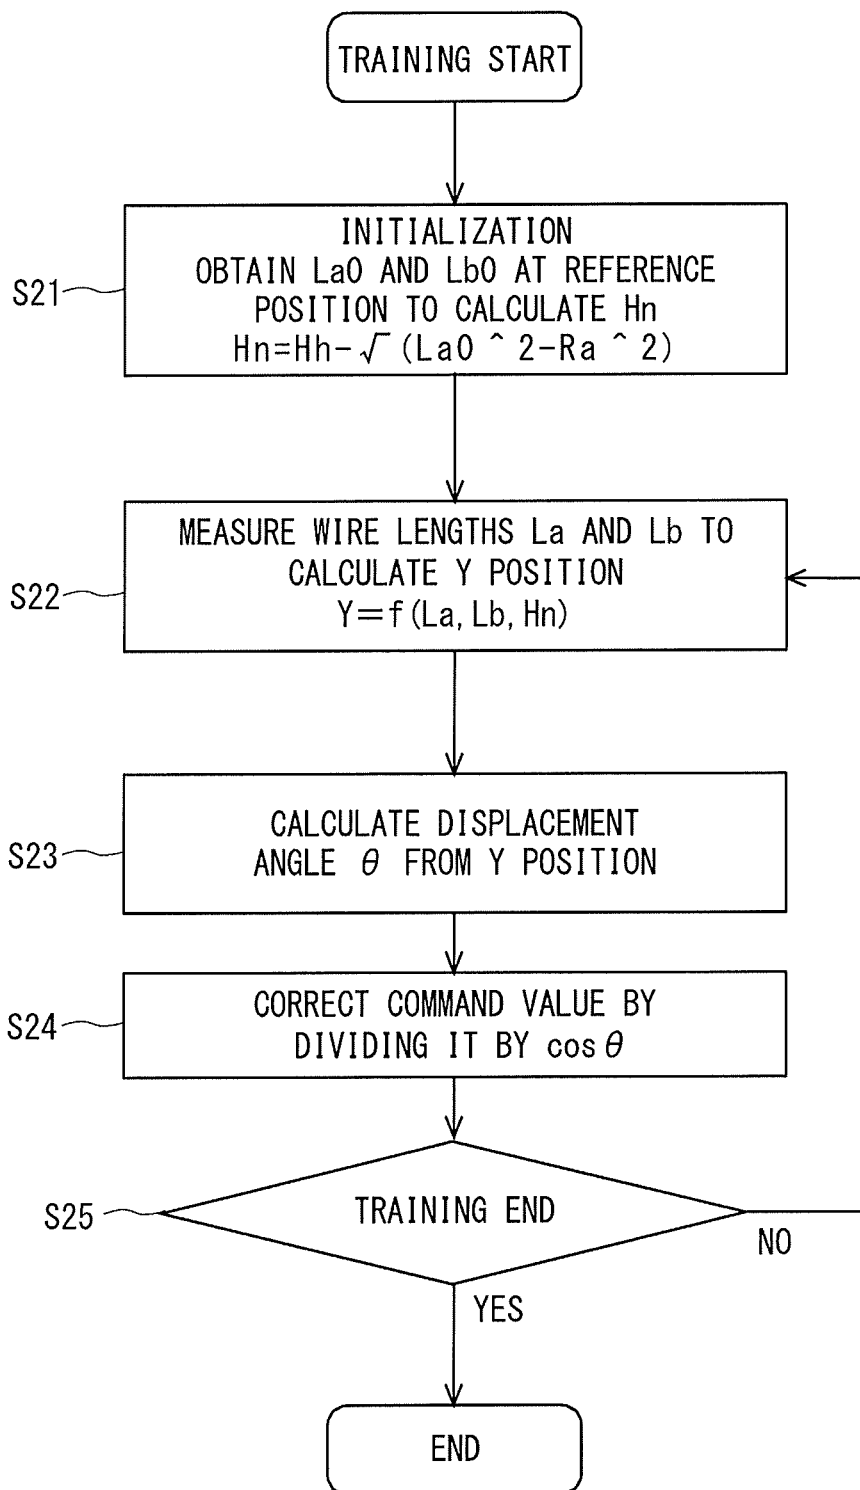 TRAINING START
INITIALIZATION
OBTAIN La0 AND Lb0 AT REFERENCE
POSITION TO CALCULATE Hn
Hn=Hh-√(La0^2-Ra^2)
S21
MEASURE WIRE LENGTHS La AND Lb TO
CALCULATE Y POSITION
Y=f(La,Lb,Hn)
S22
CALCULATE DISPLACEMENT
ANGLE θ FROM Y POSITION
S23
CORRECT COMMAND VALUE BY
DIVIDING IT BY cosθ
S24
TRAINING END
S25
NO
YES
END